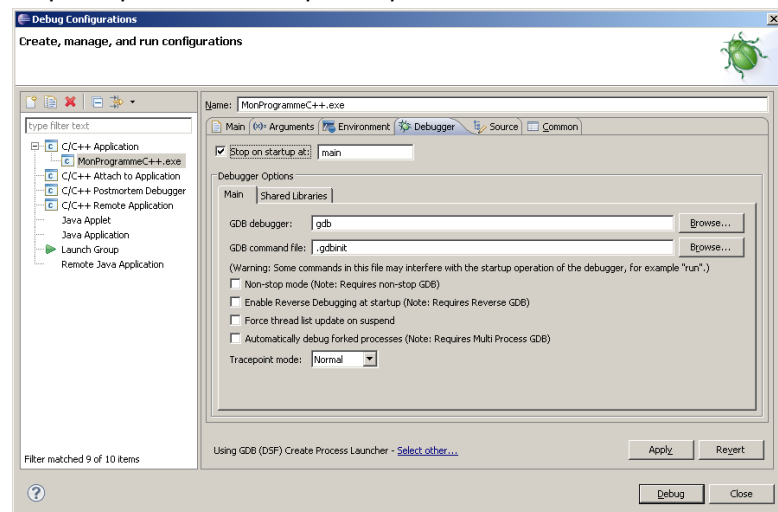 Debug Configurations
Create, manage, and run configurations
Name: MonProgrammeC++.exe
type filter text
Main (x)= Arguments Environment Debugger Source Common
C/C++ Application
MonProgrammeC++.exe
C/C++ Attach to Application
C/C++ Postmortem Debugger
C/C++ Remote Application
Java Applet
Java Application
Launch Group
Remote Java Application
Stop on startup at: main
Debugger Options
Main Shared Libraries
GDB debugger: gdb Browse...
GDB command file: .gdbinit Browse...
(Warning: Some commands in this file may interfere with the startup operation of the debugger, for example "run".)
Non-stop mode (Note: Requires non-stop GDB)
Enable Reverse Debugging at startup (Note: Requires Reverse GDB)
Force thread list update on suspend
Automatically debug forked processes (Note: Requires Multi Process GDB)
Tracepoint mode: Normal
Filter matched 9 of 10 items
Using GDB (DSF) Create Process Launcher - Select other... Apply Revert
? Debug Close